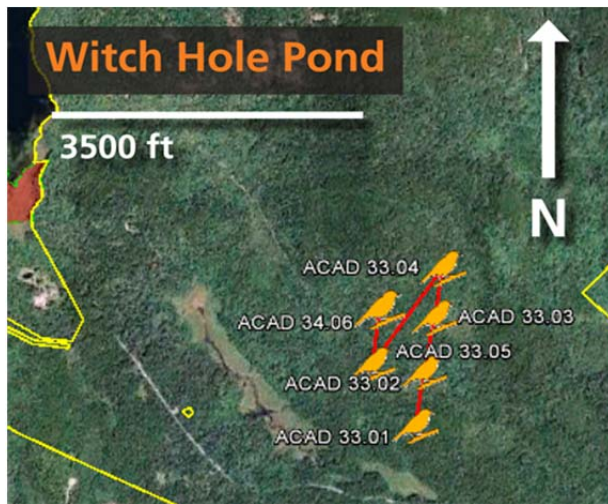 Witch Hole Pond
3500 ft
N
ACAD 33.04
ACAD 34.06
ACAD 33.03
ACAD 33.05
ACAD 33.02
ACAD 33.01